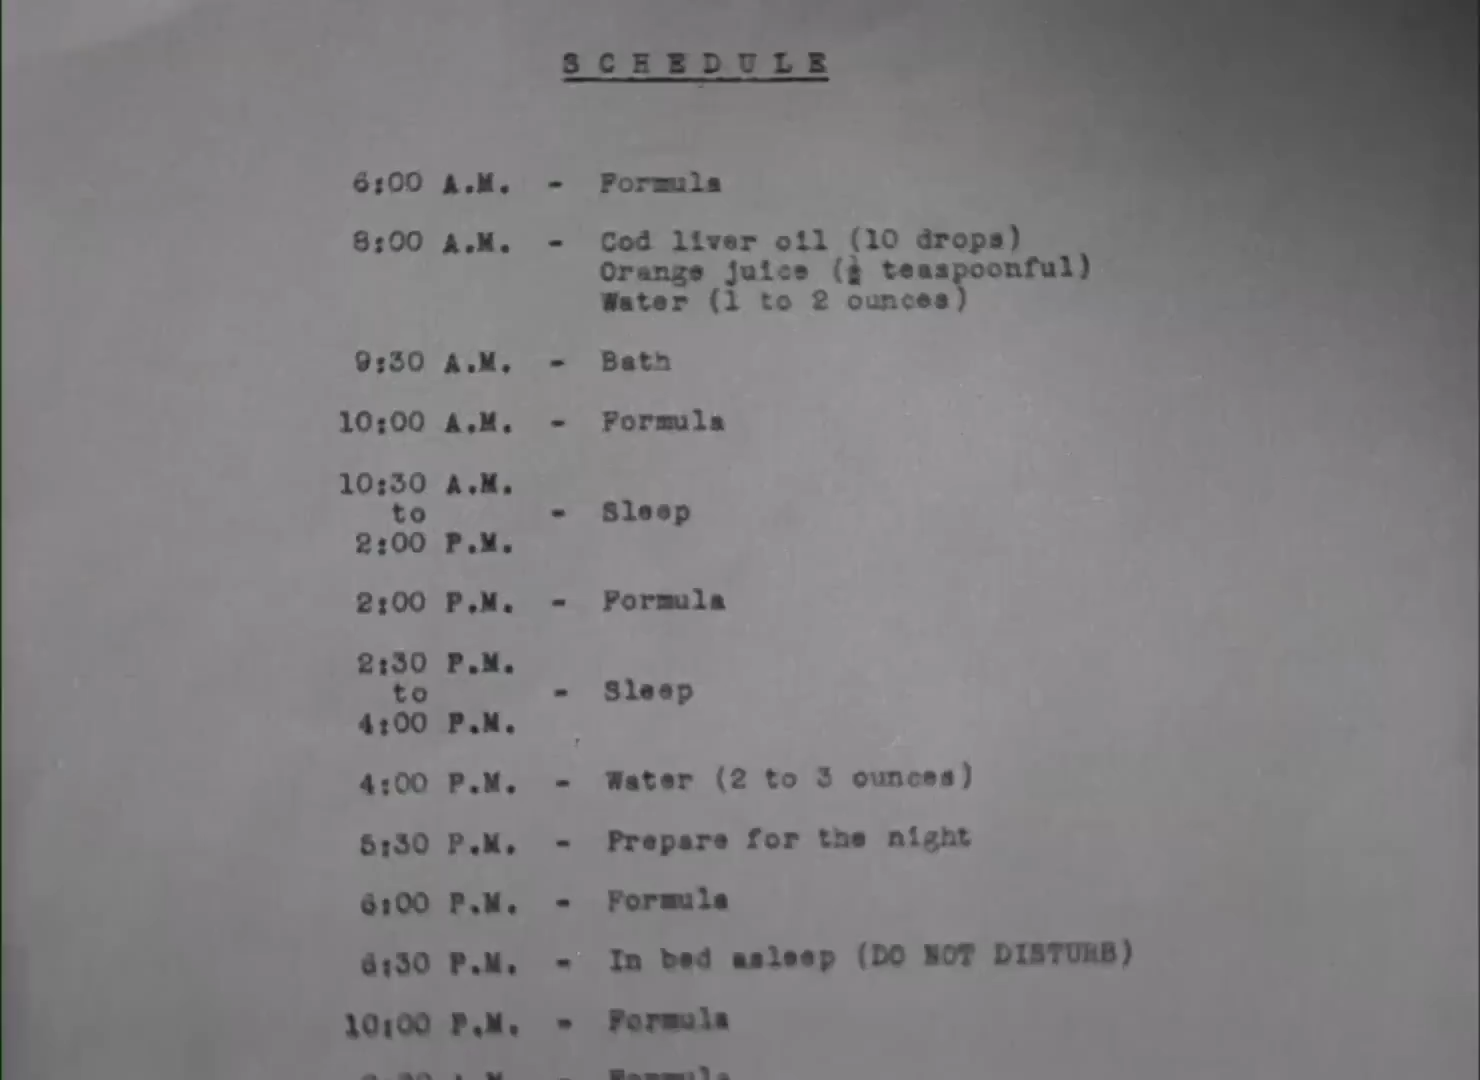 SCHEDULE
6:00 A.M. - Formula
8:00 A.M. - Cod liver oil (10 drops)
Orange juice (½ teaspoonful)
Water (1 to 2 ounces)
9:30 A.M. - Bath
10:00 A.M. - Formula
10:30 A.M.
to - Sleep
2:00 P.M.
2:00 P.M. - Formula
2:30 P.M.
to - Sleep
4:00 P.M.
4:00 P.M. - Water (2 to 3 ounces)
5:30 P.M. - Prepare for the night
6:00 P.M. - Formula
6:30 P.M. - In bed asleep (DO NOT DISTURB)
10:00 P.M. - Formula
Formula